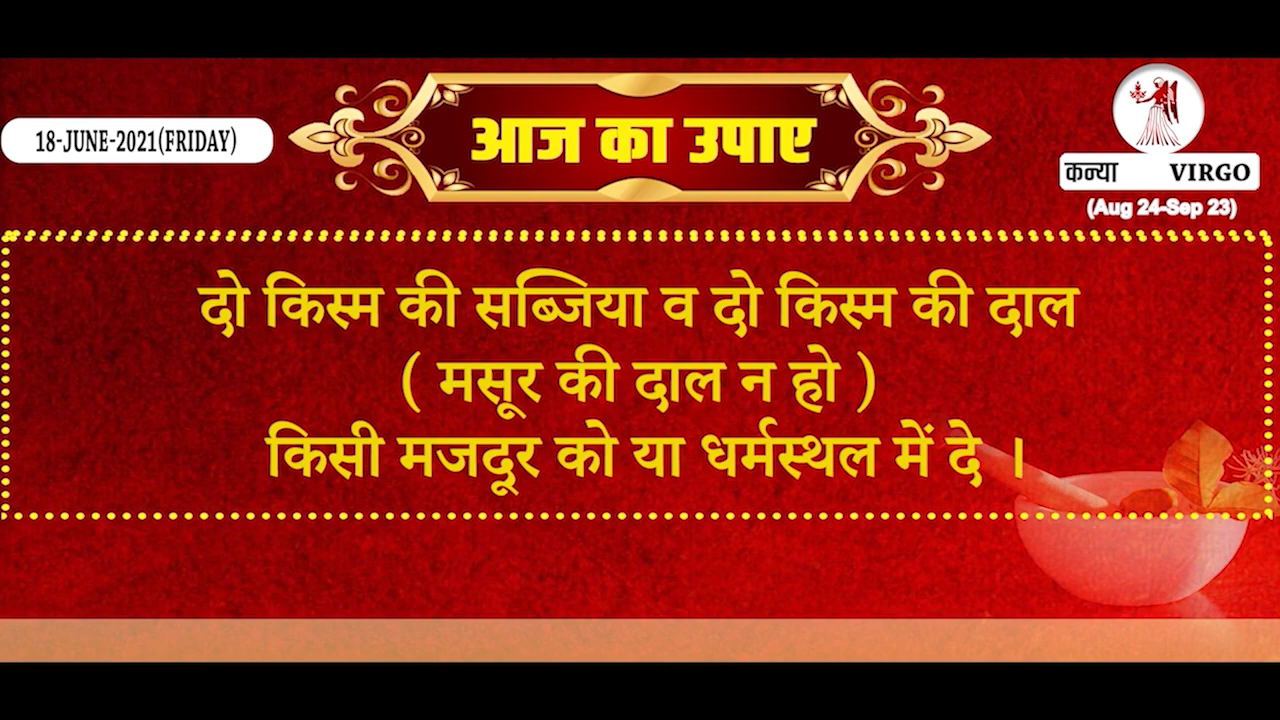 18-JUNE-2021(FRIDAY)
आज का उपाए
कन्या VIRGO
(Aug 24-Sep 23)
दो किस्म की सब्जिया व दो किस्म की दाल
( मसूर की दाल न हो )
किसी मजदूर को या धर्मस्थल में दे ।